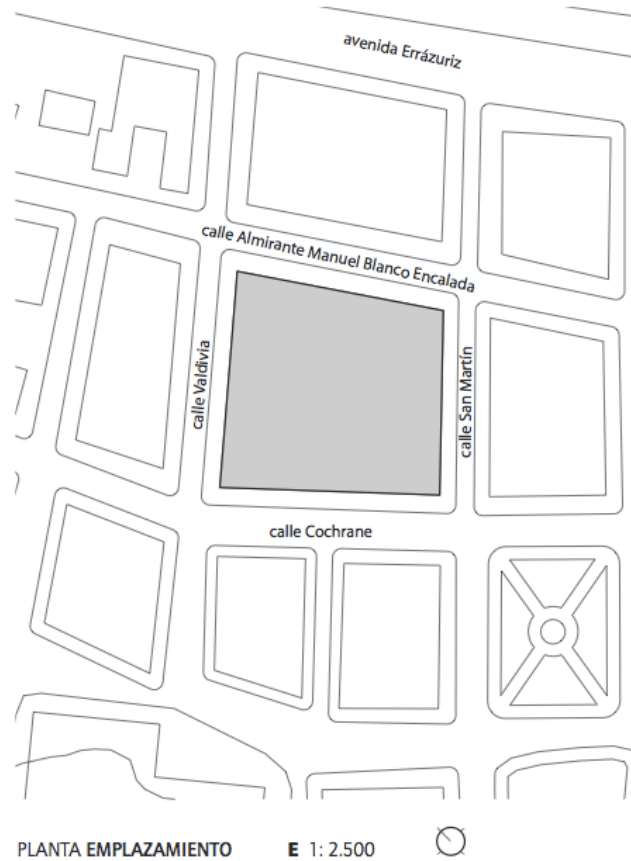 avenida Errázuriz
calle Almirante Manuel Blanco Encalada
calle Valdivia
calle San Martín
calle Cochrane
PLANTA EMPLAZAMIENTO E 1: 2.500